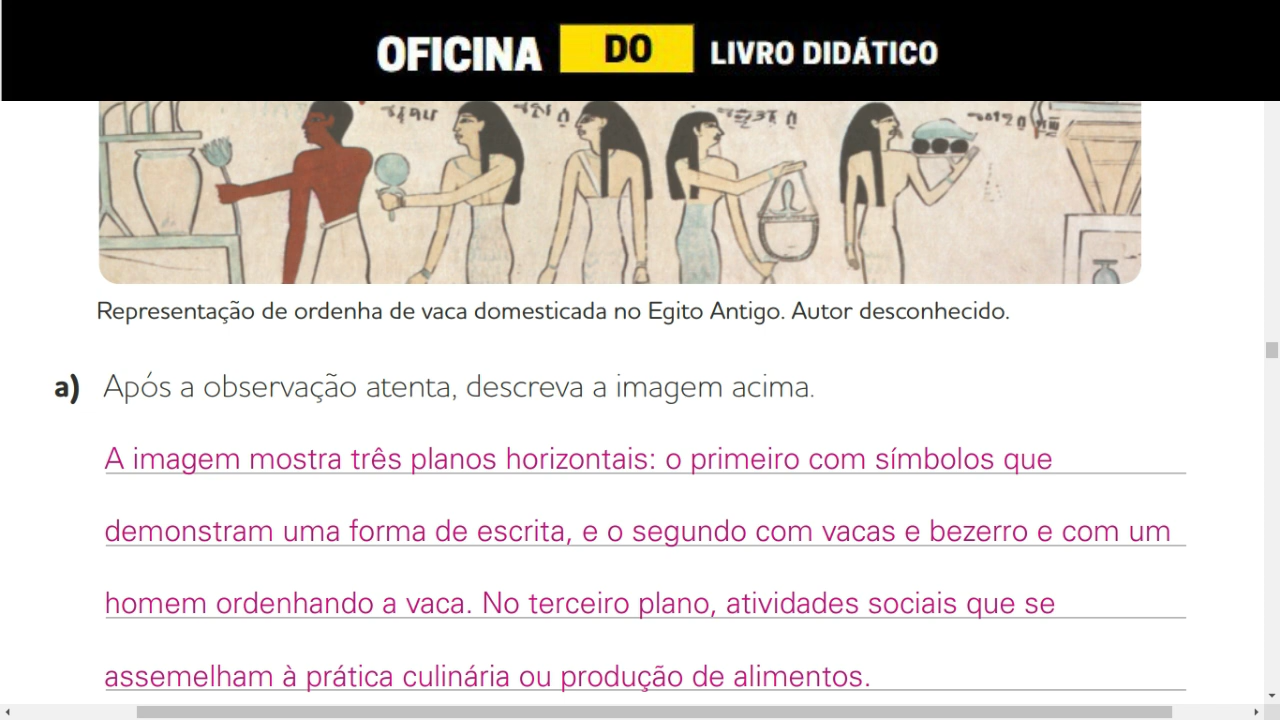 OFICINA DO LIVRO DIDÁTICO
Representação de ordenha de vaca domesticada no Egito Antigo. Autor desconhecido.
a) Após a observação atenta, descreva a imagem acima.
A imagem mostra três planos horizontais: o primeiro com símbolos que
demonstram uma forma de escrita, e o segundo com vacas e bezerro e com um
homem ordenhando a vaca. No terceiro plano, atividades sociais que se
assemelham à prática culinária ou produção de alimentos.